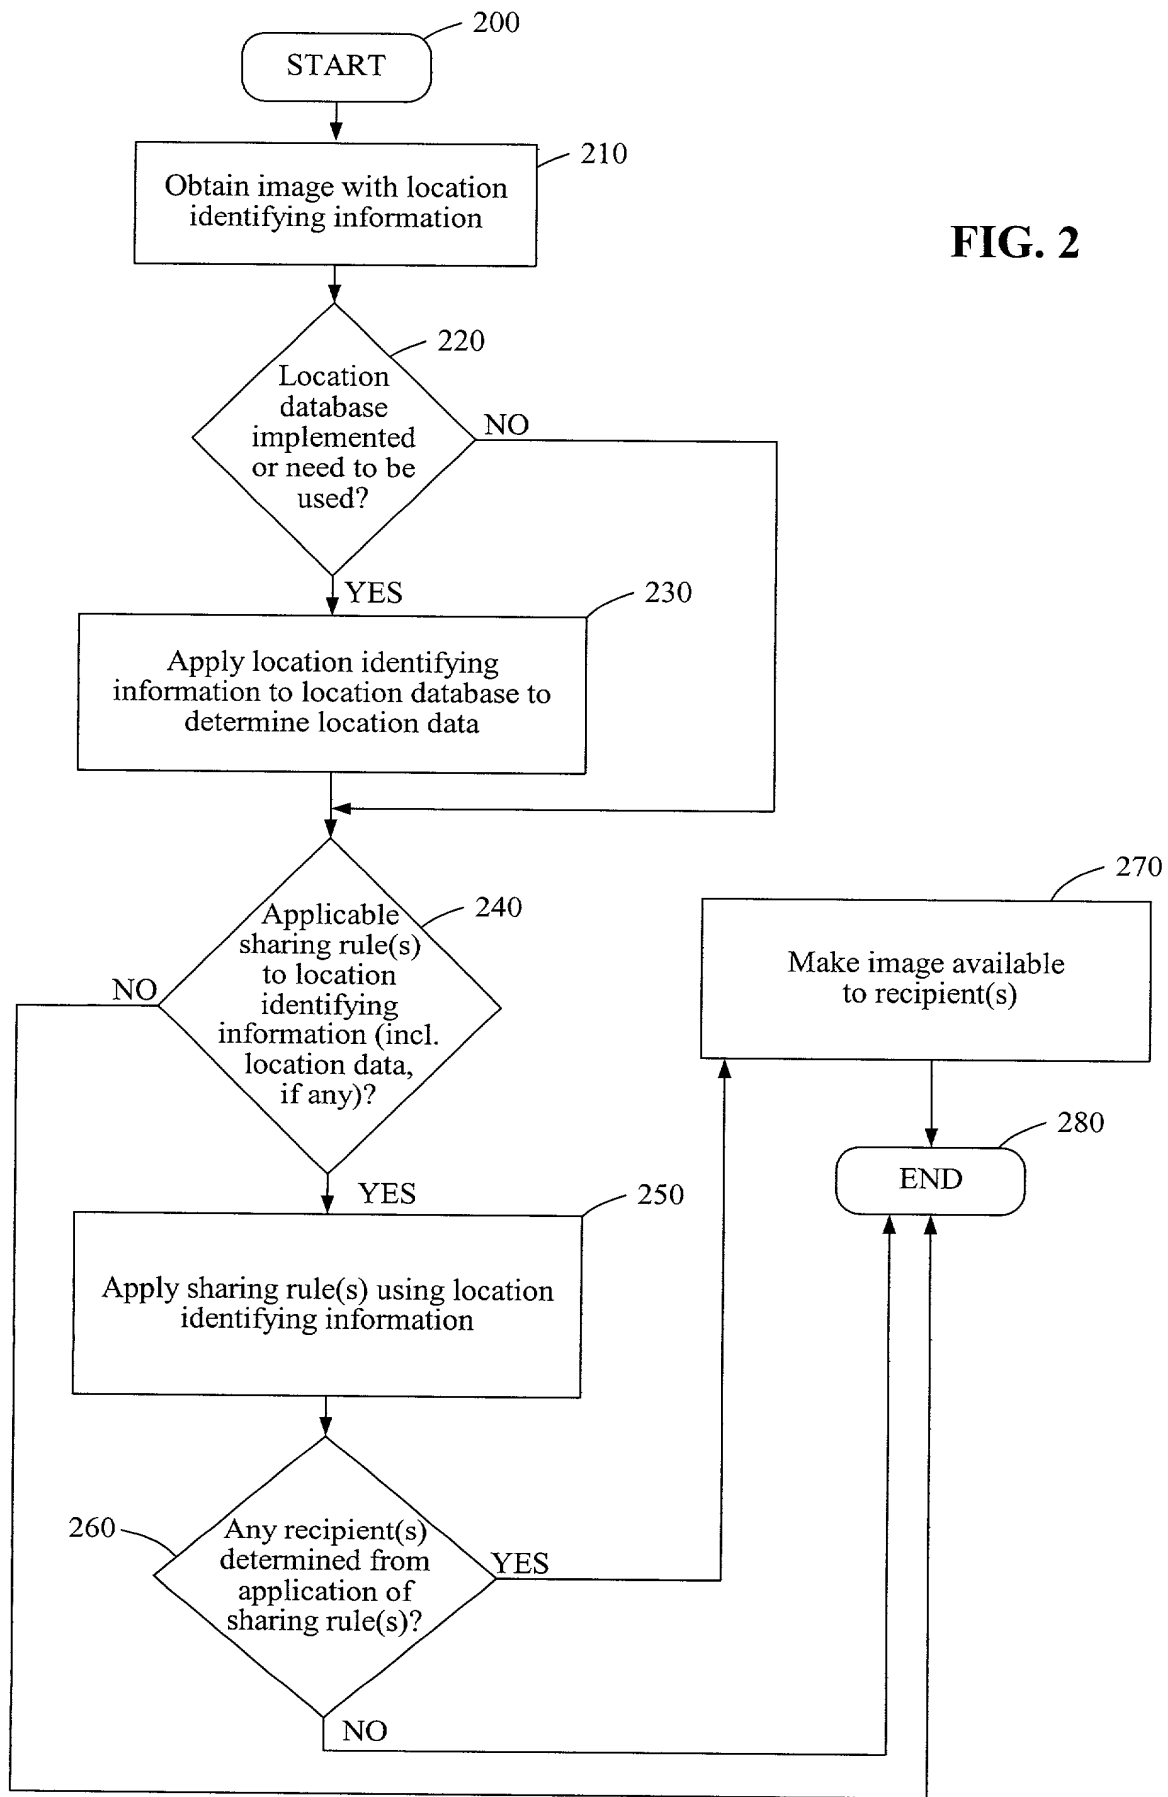 200
START
210
Obtain image with location
identifying information
FIG. 2
220
Location
database
implemented
or need to be
used?
NO
YES
230
Apply location identifying
information to location database to
determine location data
240
Applicable
sharing rule(s)
to location
identifying
information (incl.
location data,
if any)?
NO
YES
270
Make image available
to recipient(s)
280
END
250
Apply sharing rule(s) using location
identifying information
260
Any recipient(s)
determined from
application of
sharing rule(s)?
YES
NO